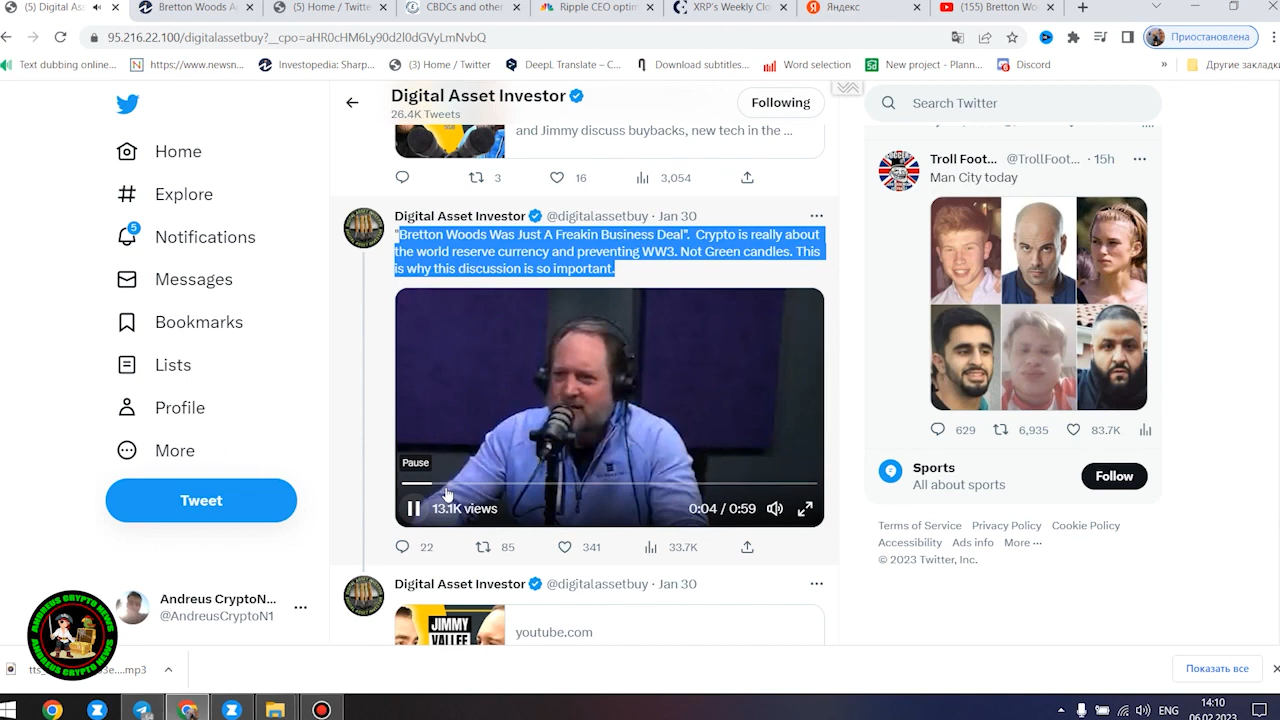 (5) Digital As
Bretton Woods A
(5) Home / Twitte
CBDCs and other
Ripple CEO optim
XRP's Weekly Clo
Яндекс
(155) Bretton Wo
95.216.22.100/digitalassetbuy?__cpo=aHR0cHM6Ly90d2l0dGVyLmNvbQ
Приостановлена
Text dubbing online...
https://www.newsn...
Investopedia: Sharp...
(3) Home / Twitter
DeepL Translate – C...
Download subtitles...
Word selection
New project - Plann...
Discord
»
Другие закладки
Home
Explore
5
Notifications
Messages
Bookmarks
Lists
Profile
More
Tweet
Andreus CryptoN...
@AndreusCryptoN1
Digital Asset Investor
26.4K Tweets
Following
and Jimmy discuss buybacks, new tech in the ...
3
16
3,054
Digital Asset Investor @digitalassetbuy · Jan 30
"Bretton Woods Was Just A Freakin Business Deal". Crypto is really about
the world reserve currency and preventing WW3. Not Green candles. This
is why this discussion is so important.
Pause
13.1K views
0:04 / 0:59
22
85
341
33.7K
Digital Asset Investor @digitalassetbuy · Jan 30
JIMMY
VALLEE
youtube.com
Search Twitter
Troll Foot... @TrollFoot... · 15h
Man City today
629
6,935
83.7K
Sports
All about sports
Follow
Terms of Service Privacy Policy Cookie Policy
Accessibility Ads info More ···
© 2023 Twitter, Inc.
ANDREUS CRYPTO NEWS
ANDREUS CRYPTO NEWS
Показать все
ENG
14:10
06.02.2023